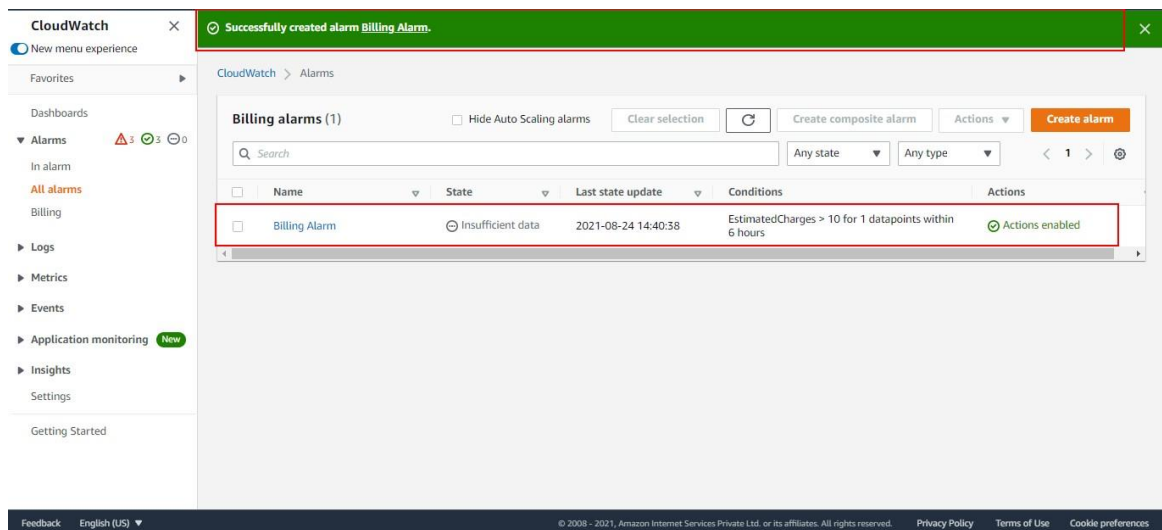 CloudWatch
New menu experience
Favorites
Dashboards
Alarms 3 3 0
In alarm
All alarms
Billing
Logs
Metrics
Events
Application monitoring New
Insights
Settings
Getting Started
Successfully created alarm Billing Alarm.
CloudWatch > Alarms
Billing alarms (1) Hide Auto Scaling alarms Clear selection Create composite alarm Actions Create alarm
Search Any state Any type < 1 >
Name State Last state update Conditions Actions
Billing Alarm Insufficient data 2021-08-24 14:40:38 EstimatedCharges > 10 for 1 datapoints within Actions enabled
6 hours
Feedback English (US) © 2008 - 2021, Amazon Internet Services Private Ltd. or its affiliates. All rights reserved. Privacy Policy Terms of Use Cookie preferences